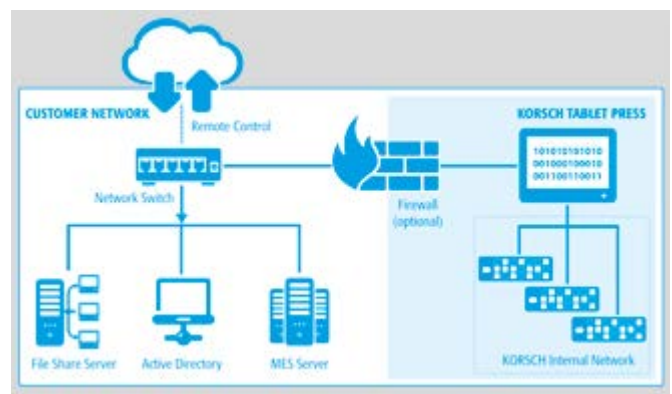 CUSTOMER NETWORK
KORSCH TABLET PRESS
Remote Control
101010101010
001000100010
001100110011
Network Switch
Firewall
(optional)
File Share Server
Active Directory
MES Server
KORSCH Internal Network